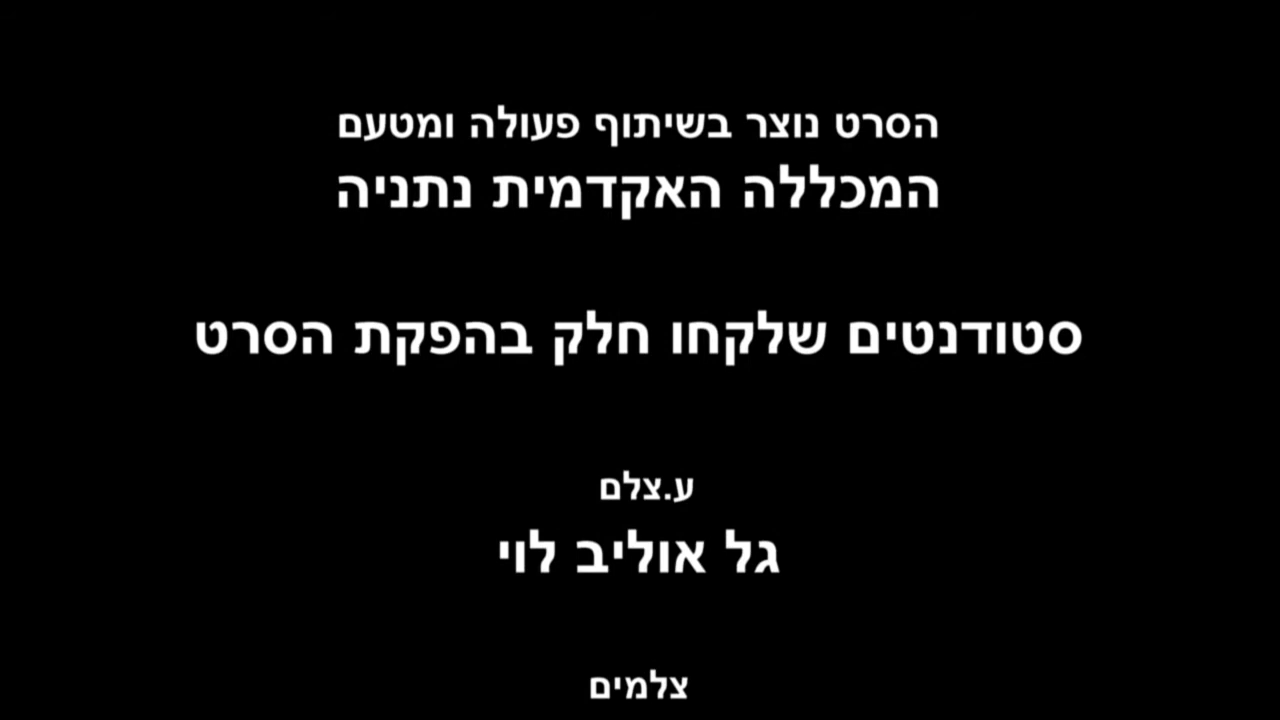 הסרט נוצר בשיתוף פעולה ומטעם
המכללה האקדמית נתניה
סטודנטים שלקחו חלק בהפקת הסרט
ע.צלם
גל אוליב לוי
צלמים